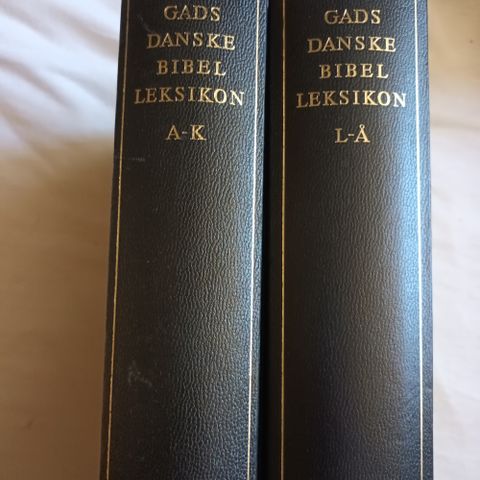 GADS
DANSKE
BIBEL
LEKSIKON
A-K
GADS
DANSKE
BIBEL
LEKSIKON
L-Å